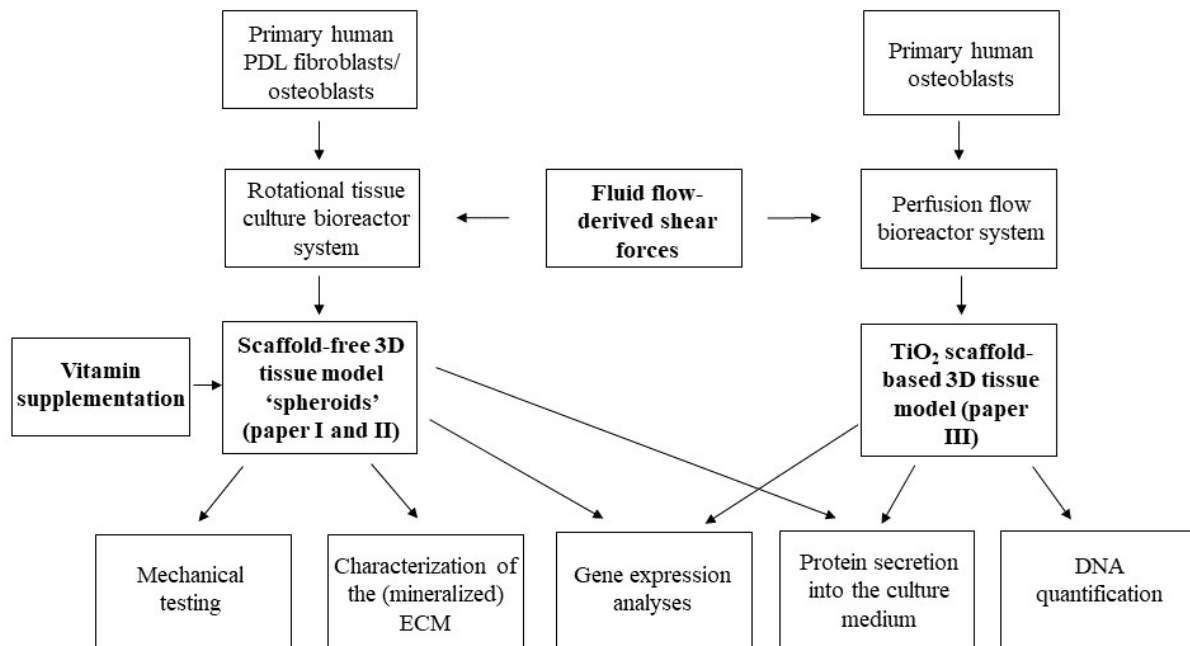 Primary human
PDL fibroblasts/
osteoblasts
Primary human
osteoblasts
Rotational tissue
culture bioreactor
system
Fluid flow-
derived shear
forces
Perfusion flow
bioreactor system
Vitamin
supplementation
Scaffold-free 3D
tissue model
‘spheroids’
(paper I and II)
TiO₂ scaffold-
based 3D tissue
model (paper
III)
Mechanical
testing
Characterization of
the (mineralized)
ECM
Gene expression
analyses
Protein secretion
into the culture
medium
DNA
quantification